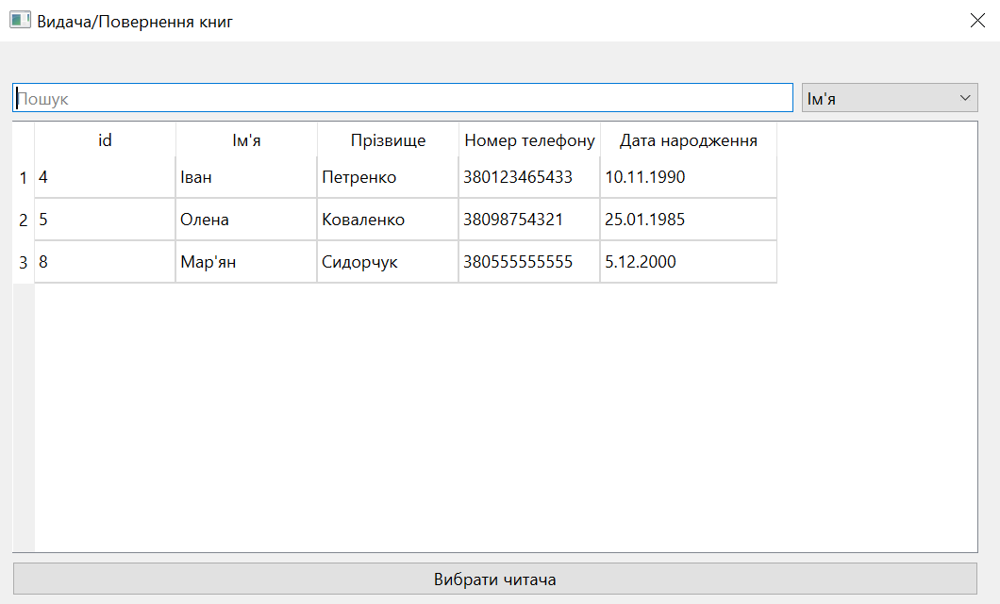 Видача/Повернення книг
Пошук Ім'я
id Ім'я Прізвище Номер телефону Дата народження
1 4 Іван Петренко 380123465433 10.11.1990
2 5 Олена Коваленко 38098754321 25.01.1985
3 8 Мар'ян Сидорчук 380555555555 5.12.2000
Вибрати читача